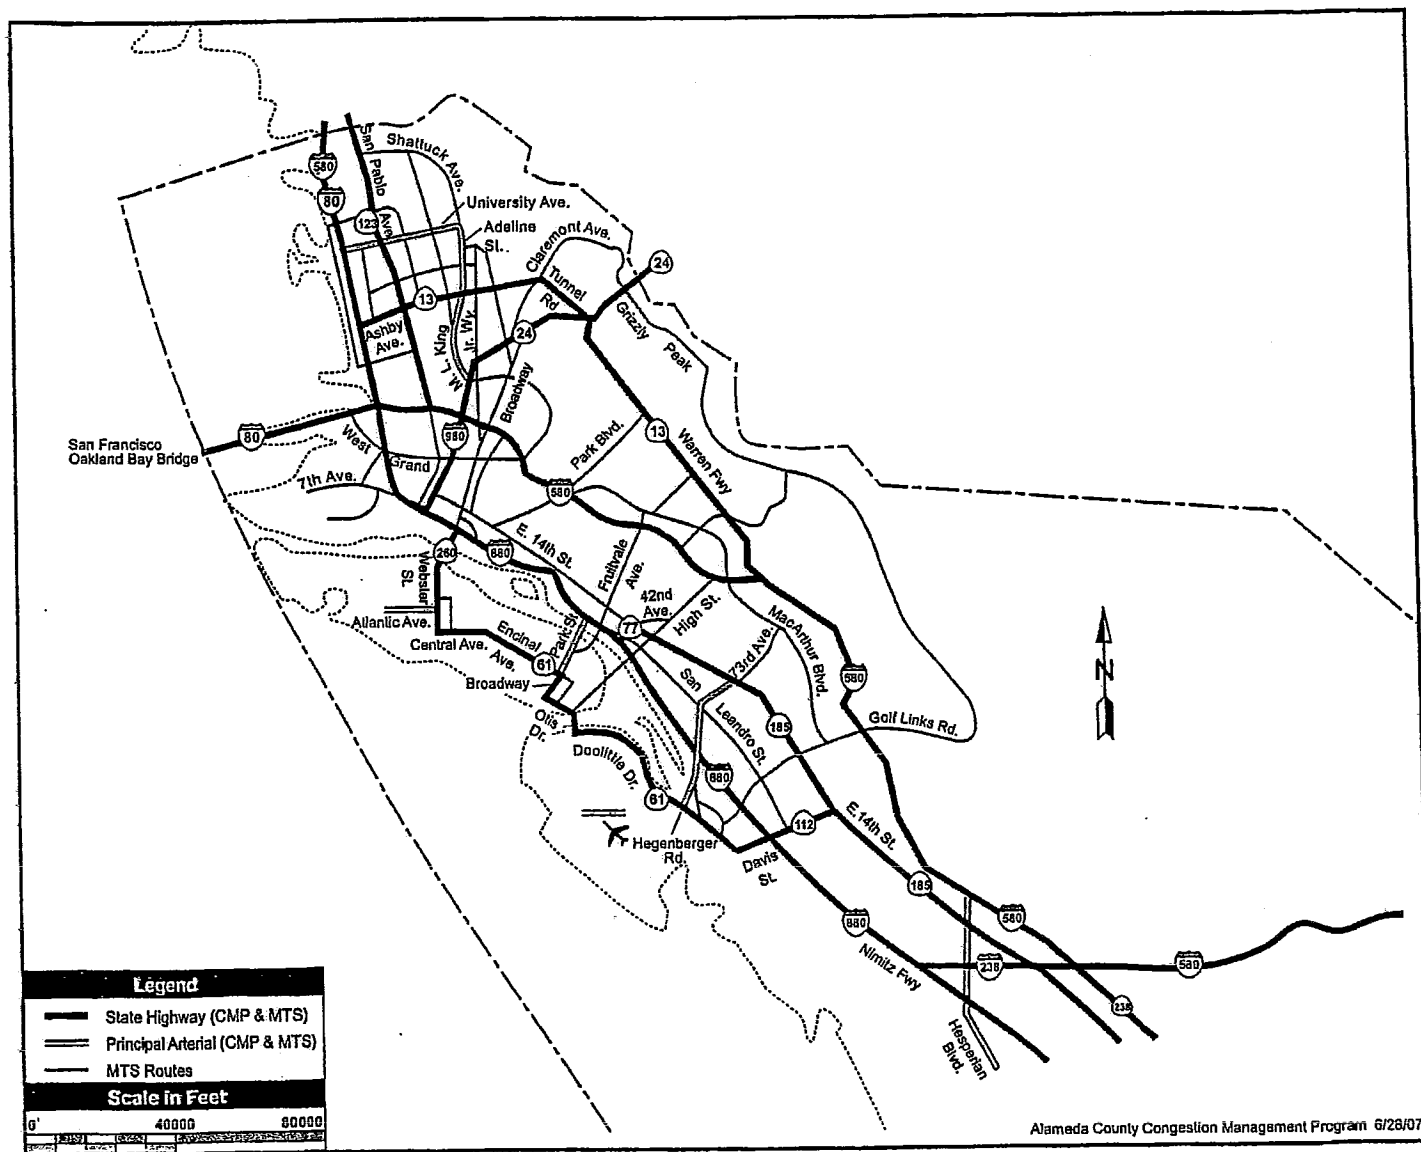 San
Pablo
Ave.
Shattuck Ave.
580
80
123
University Ave.
Adeline
St.
Claremont Ave.
24
Tunnel
Rd
13
Grizzly
Peak
Ashby
Ave.
M. L. King
Jr. Wy.
24
Broadway
San Francisco
Oakland Bay Bridge
80
West
Grand
980
Park Blvd.
13
Warren Fwy
7th Ave.
580
E. 14th St.
260
880
Webster
St.
Fruitvale
Ave.
42nd
Ave.
High St.
77
MacArthur Blvd.
Atlantic Ave.
Central Ave.
Encinal
Ave.
Park St.
61
Broadway
73rd Ave.
580
San
Leandro St.
185
Golf Links Rd.
Otis
Dr.
Doolittle Dr.
61
880
Hegenberger
Rd.
112
Davis
St.
E.14th St.
185
580
880
Nimitz Fwy
238
580
238
Hesperian
Blvd.
N
Legend
State Highway (CMP & MTS)
Principal Arterial (CMP & MTS)
MTS Routes
Scale in Feet
0' 40000 80000
Alameda County Congestion Management Program 6/28/07